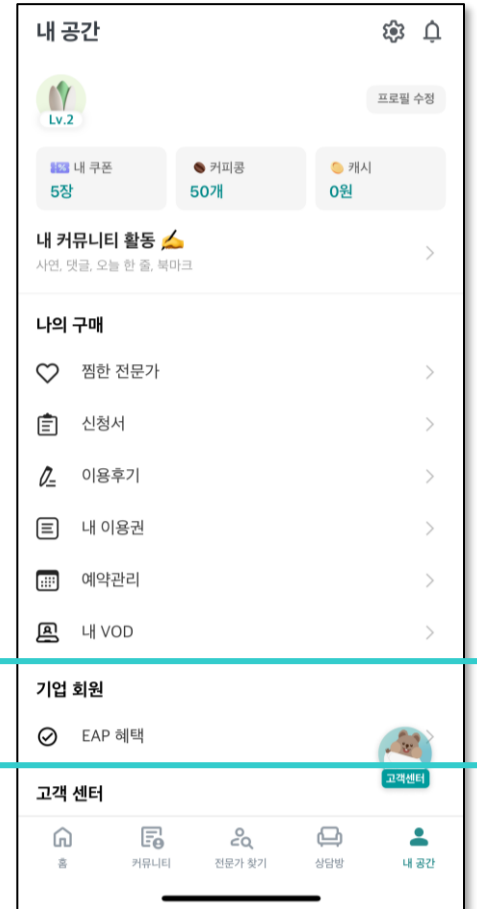 내 공간
프로필 수정
Lv.2
내 쿠폰
5장
커피콩
50개
캐시
0원
내 커뮤니티 활동
사연, 댓글, 오늘 한 줄, 북마크
나의 구매
찜한 전문가
신청서
이용후기
내 이용권
예약관리
내 VOD
기업 회원
EAP 혜택
고객센터
고객 센터
홈
커뮤니티
전문가 찾기
상담방
내 공간